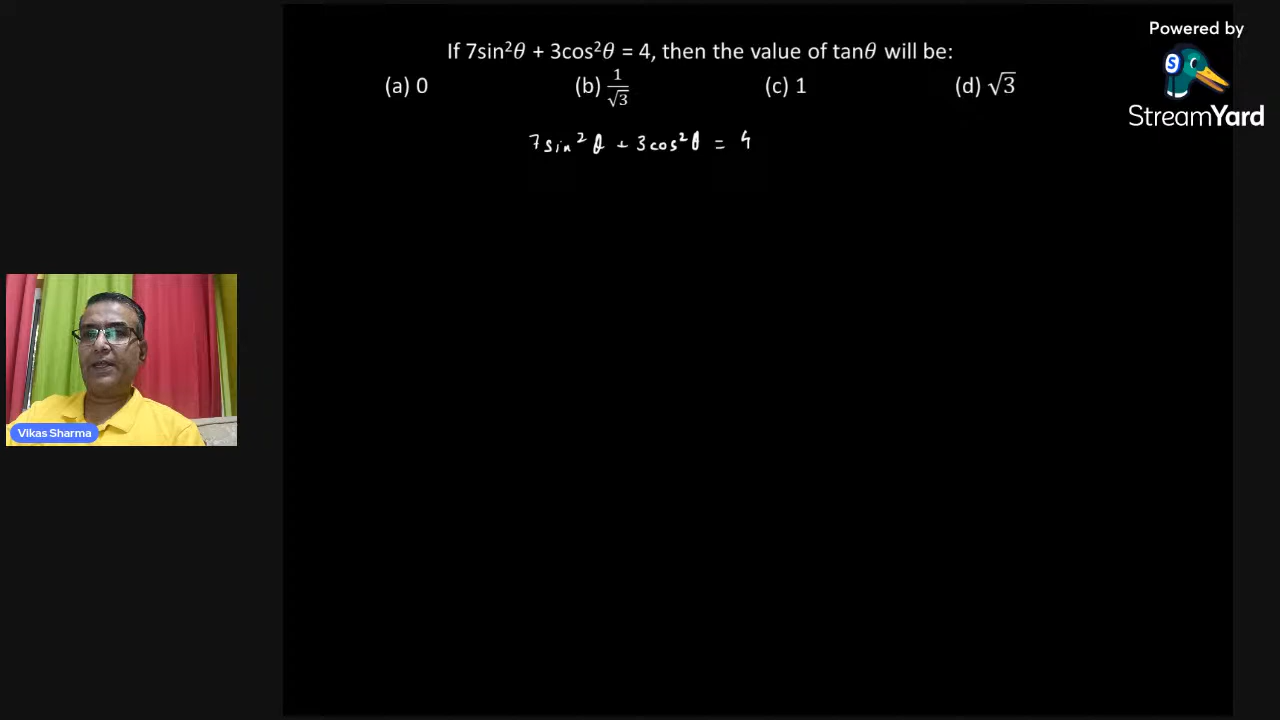 Powered by
StreamYard
If 7sin²θ + 3cos²θ = 4, then the value of tanθ will be:
(a) 0 (b) 1/√3 (c) 1 (d) √3
7sin²θ + 3cos²θ = 4
Vikas Sharma